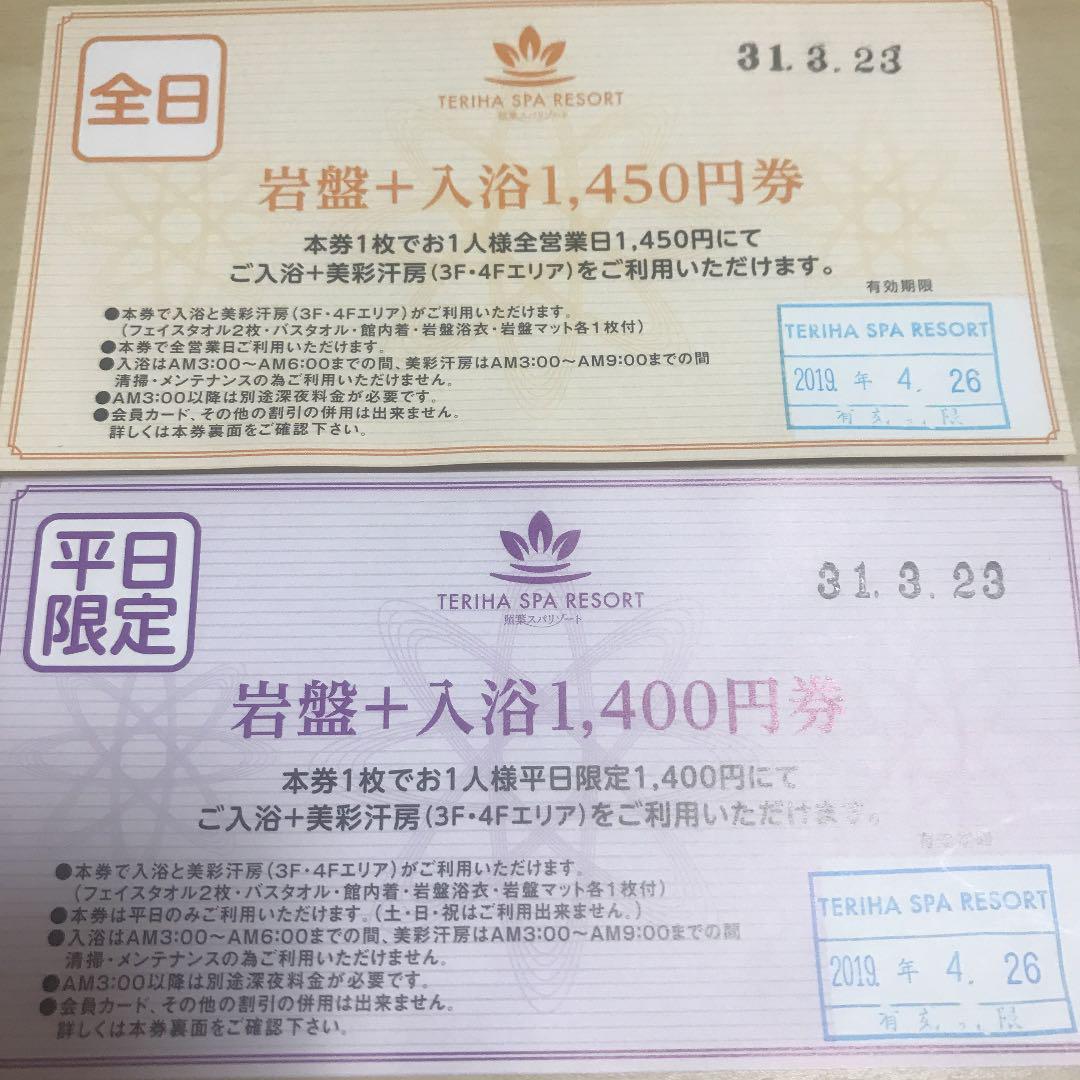 全日
TERIHA SPA RESORT
照葉スパリゾート
31.3.23
岩盤+入浴1,450円券
本券1枚でお1人様全営業日1,450円にて
ご入浴+美彩汗房(3F・4Fエリア)をご利用いただけます。
有効期限
●本券で入浴と美彩汗房(3F・4Fエリア)がご利用いただけます。
(フェイスタオル2枚・バスタオル・館内着・岩盤浴衣・岩盤マット各1枚付)
●本券で全営業日ご利用いただけます。
●入浴はAM3:00〜AM6:00までの間、美彩汗房はAM3:00〜AM9:00までの間
清掃・メンテナンスの為ご利用いただけません。
●AM3:00以降は別途深夜料金が必要です。
●会員カード、その他の割引の併用は出来ません。
詳しくは本券裏面をご確認下さい。
TERIHA SPA RESORT
2019. 年 4. 26
平日
限定
TERIHA SPA RESORT
照葉スパリゾート
31.3.23
岩盤+入浴1,400円券
本券1枚でお1人様平日限定1,400円にて
ご入浴+美彩汗房(3F・4Fエリア)をご利用いただけます。
有効期限
●本券で入浴と美彩汗房(3F・4Fエリア)がご利用いただけます。
(フェイスタオル2枚・バスタオル・館内着・岩盤浴衣・岩盤マット各1枚付)
●本券は平日のみご利用いただけます。(土・日・祝はご利用出来ません。)
●入浴はAM3:00〜AM6:00までの間、美彩汗房はAM3:00〜AM9:00までの間
清掃・メンテナンスの為ご利用いただけません。
●AM3:00以降は別途深夜料金が必要です。
●会員カード、その他の割引の併用は出来ません。
詳しくは本券裏面をご確認下さい。
TERIHA SPA RESORT
2019. 年 4. 26